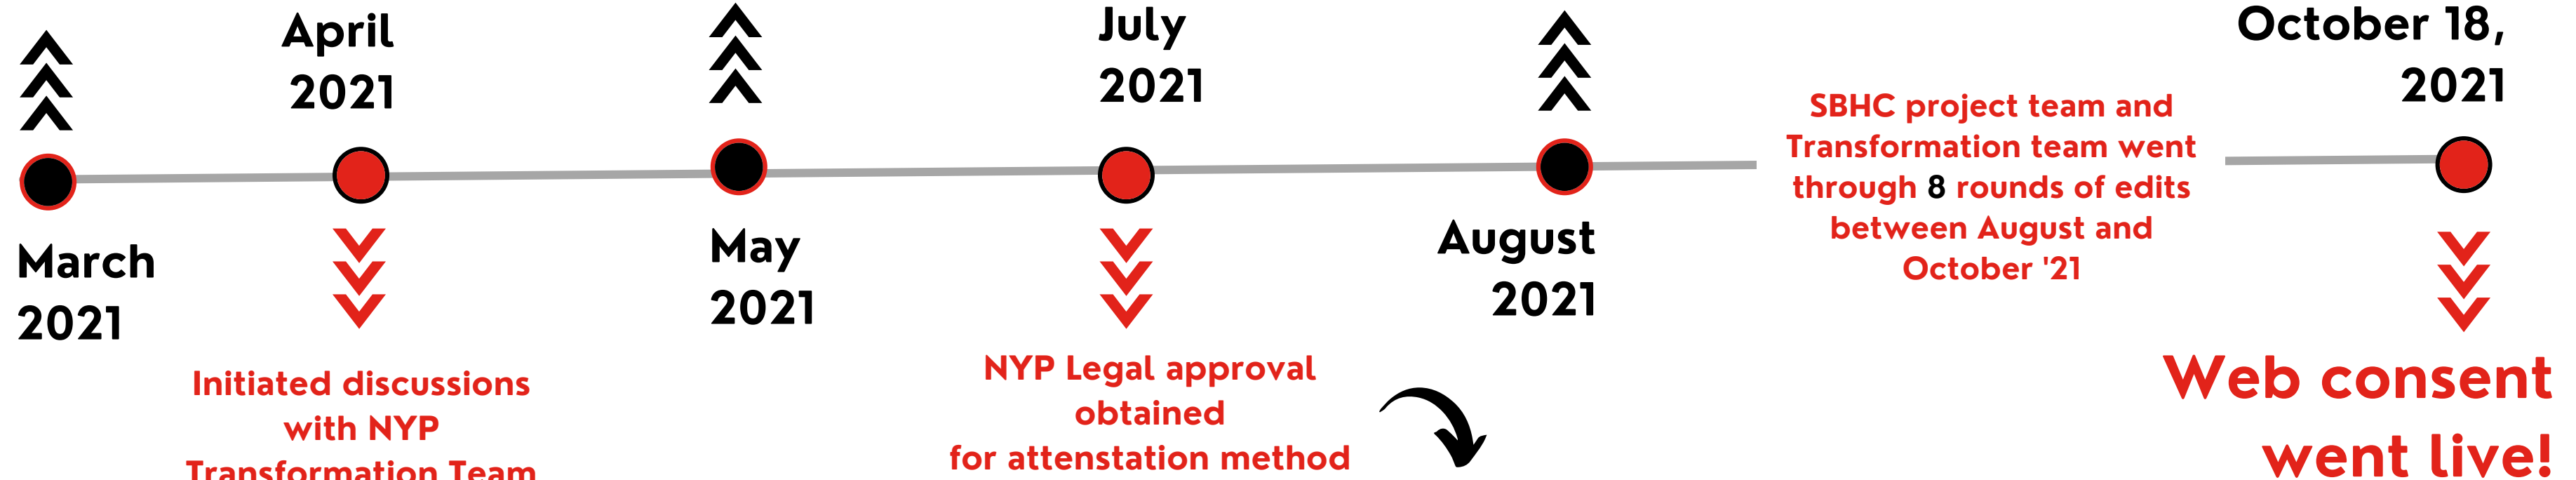 March
2021
April
2021
Initiated discussions
with NYP
Transformation Team
May
2021
July
2021
NYP Legal approval
obtained
for attenstation method
August
2021
SBHC project team and
Transformation team went
through 8 rounds of edits
between August and
October '21
October 18,
2021
Web consent
went live!